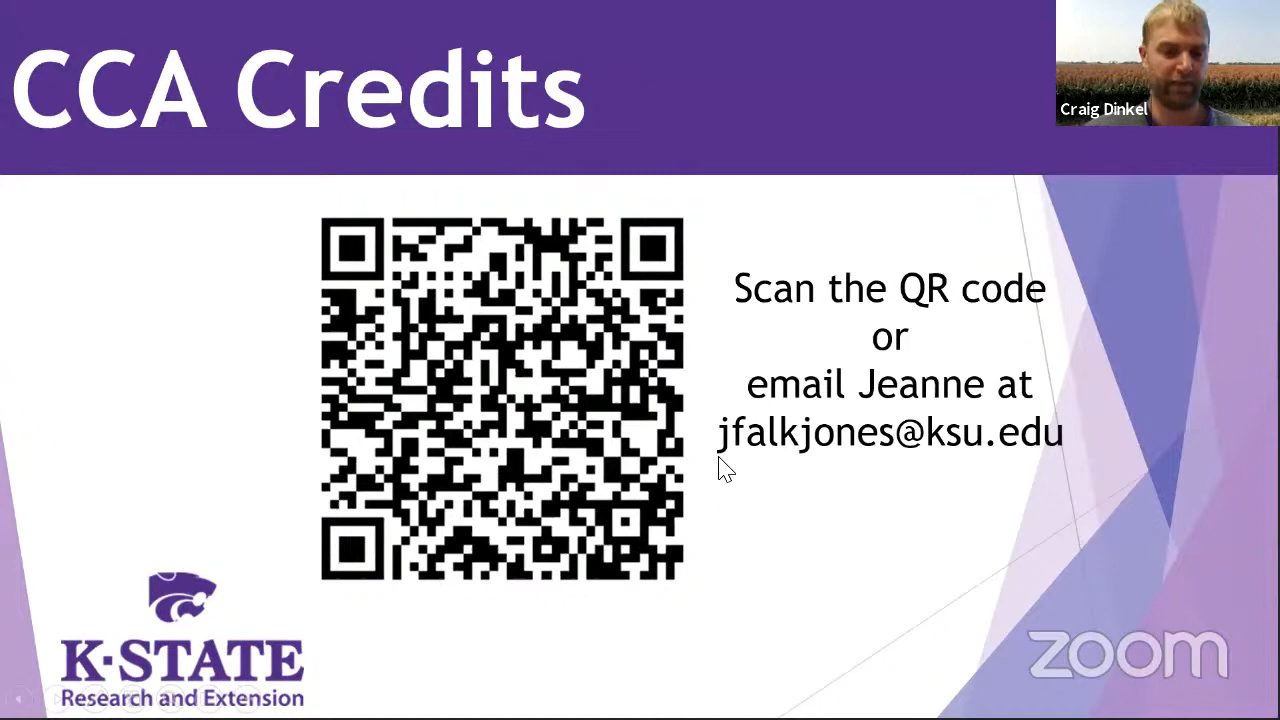 CCA Credits
Craig Dinkel
Scan the QR code
or
email Jeanne at
jfalkjones@ksu.edu
K-STATE
Research and Extension
zoom